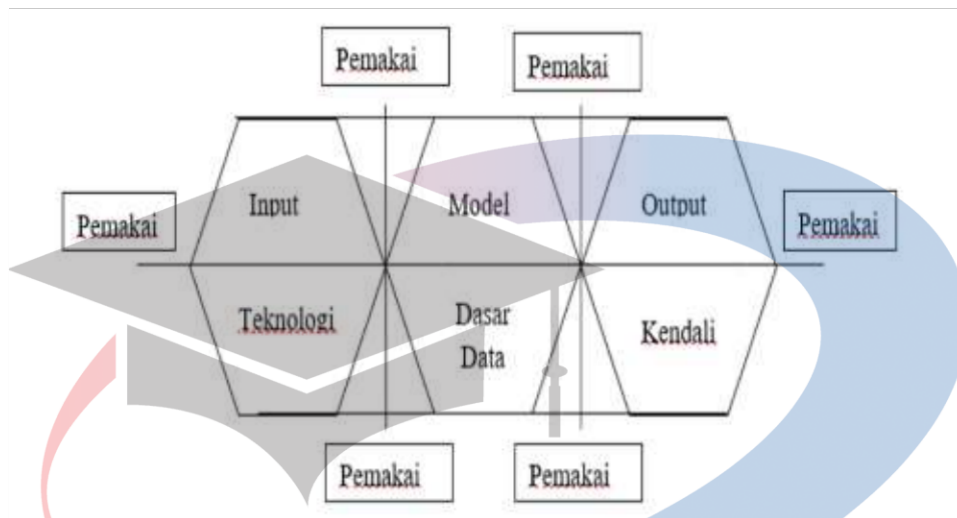 Pemakai
Pemakai
Pemakai
Input
Model
Output
Pemakai
Teknologi
Dasar
Data
Kendali
Pemakai
Pemakai